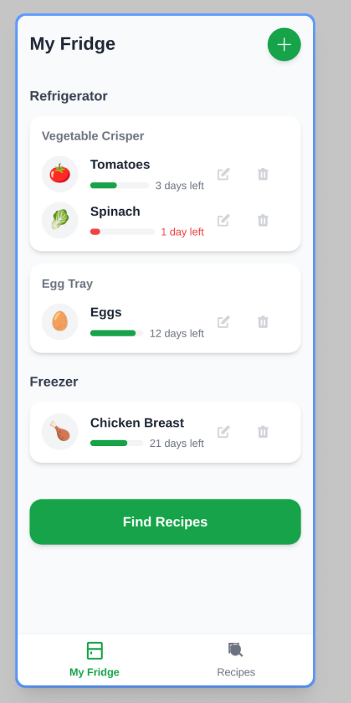 My Fridge
Refrigerator
Vegetable Crisper
Tomatoes
3 days left
Spinach
1 day left
Egg Tray
Eggs
12 days left
Freezer
Chicken Breast
21 days left
Find Recipes
My Fridge
Recipes